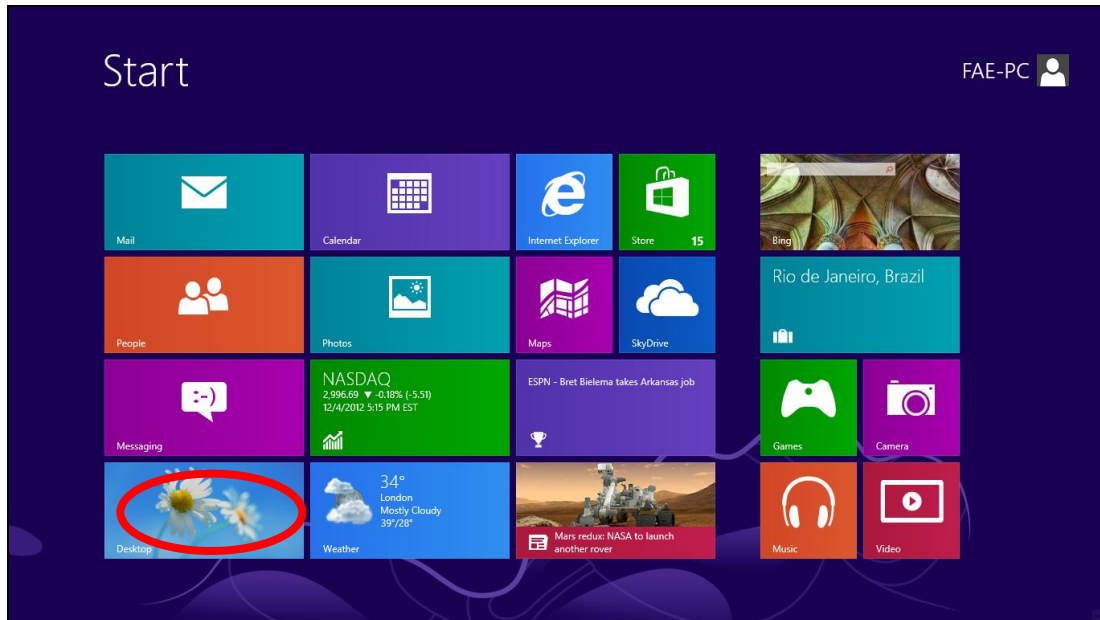 Start
FAE-PC
Mail
Calendar
Internet Explorer
Store 15
Bing
People
Photos
Maps
SkyDrive
Rio de Janeiro, Brazil
Messaging
NASDAQ
2,996.69 ▼ -0.18% (-5.51)
12/4/2012 5:15 PM EST
ESPN - Bret Bielema takes Arkansas job
Games
Camera
Desktop
34°
London
Mostly Cloudy
39°/28°
Weather
Mars redux: NASA to launch
another rover
Music
Video